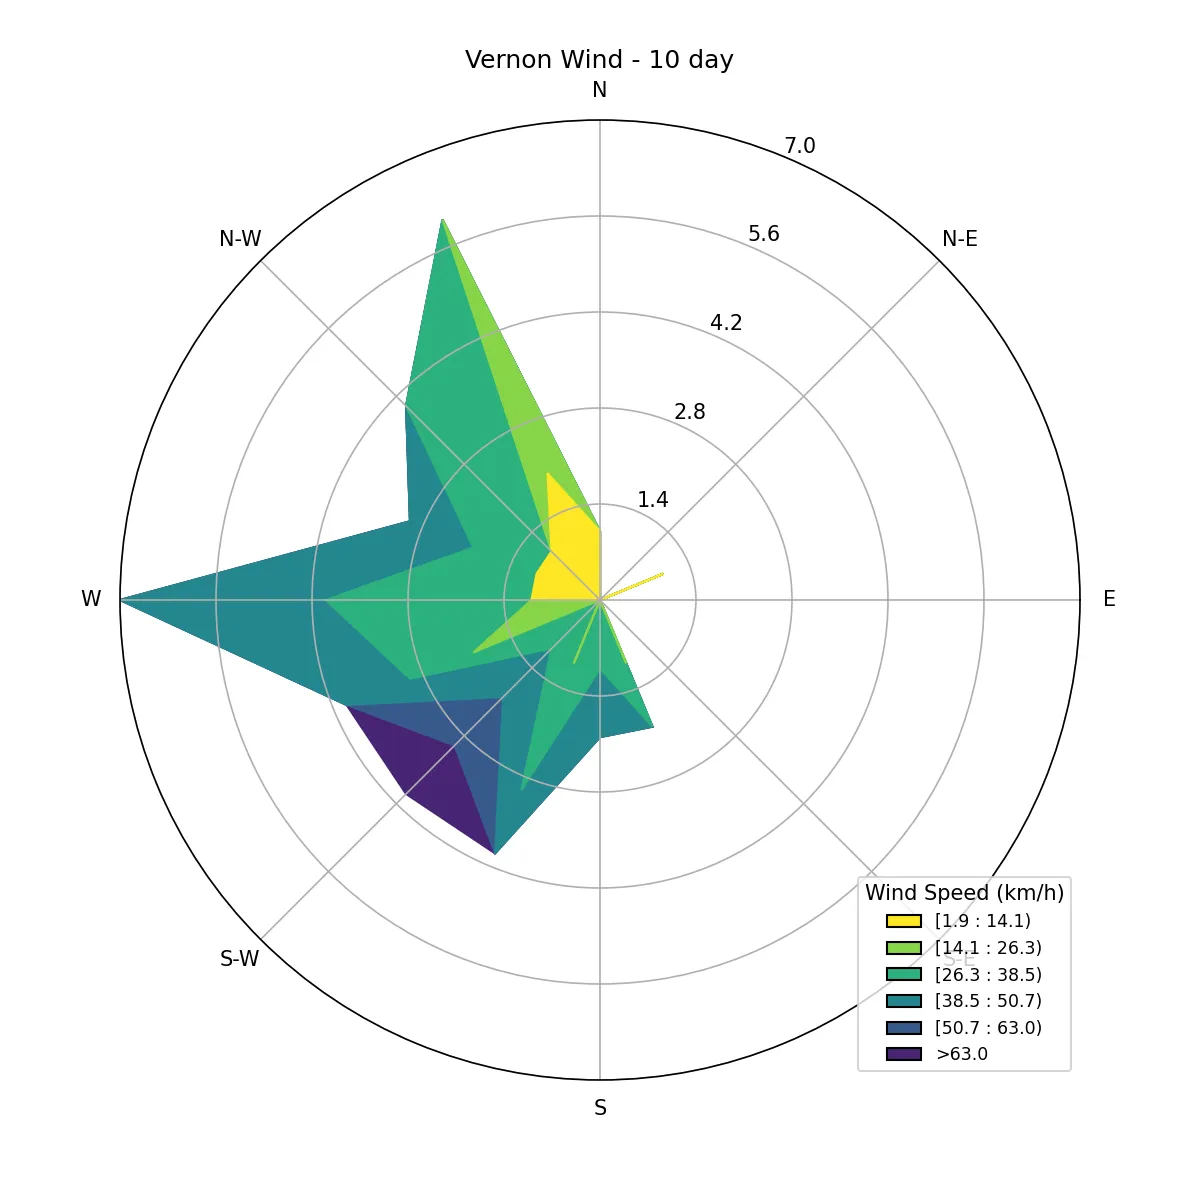 Vernon Wind - 10 day
N
7.0
N-W
N-E
5.6
4.2
2.8
1.4
W
E
S-W
S-E
S
Wind Speed (km/h)
[1.9 : 14.1)
[14.1 : 26.3)
[26.3 : 38.5)
[38.5 : 50.7)
[50.7 : 63.0)
>63.0